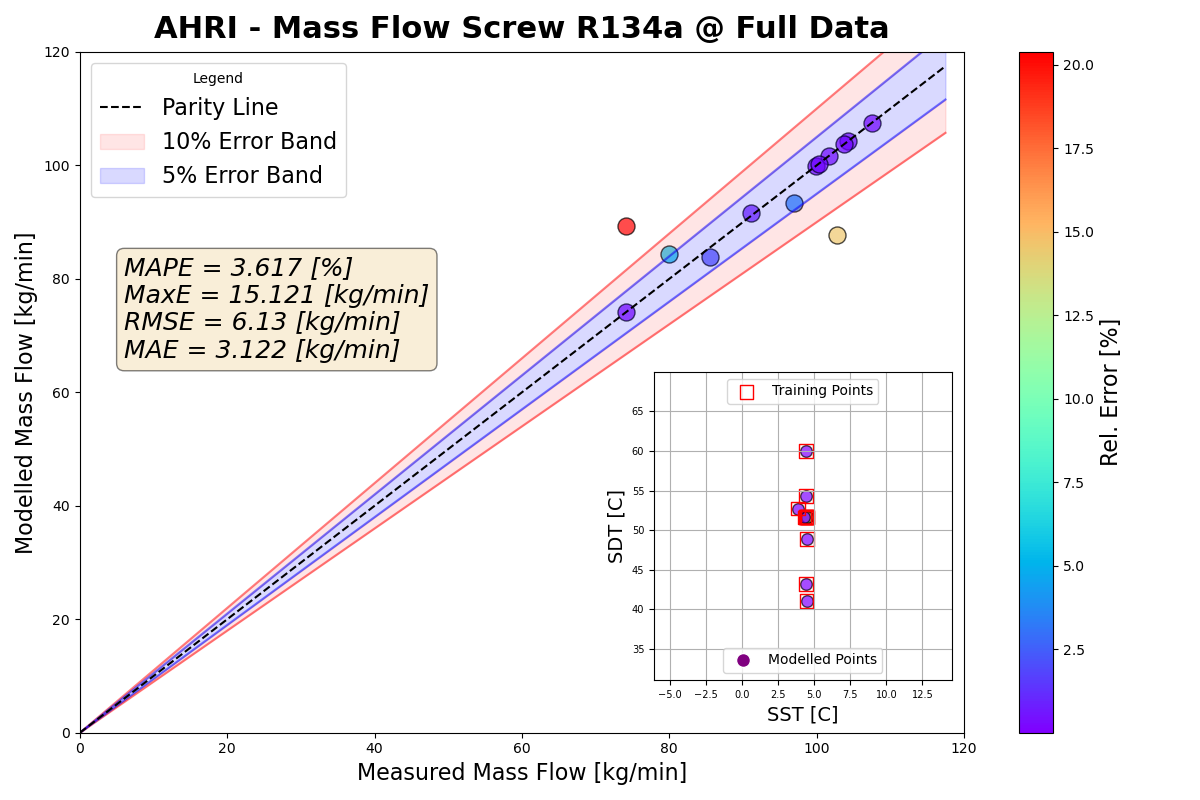 AHRI - Mass Flow Screw R134a @ Full Data
Legend
Parity Line
10% Error Band
5% Error Band
MAPE = 3.617 [%]
MaxE = 15.121 [kg/min]
RMSE = 6.13 [kg/min]
MAE = 3.122 [kg/min]
Modelled Mass Flow [kg/min]
120
100
80
60
40
20
0
0 20 40 60 80 100 120
Measured Mass Flow [kg/min]
Training Points
SDT [C]
65
60
55
50
45
40
35
Modelled Points
−5.0 −2.5 0.0 2.5 5.0 7.5 10.0 12.5
SST [C]
20.0
17.5
15.0
12.5
10.0
7.5
5.0
2.5
Rel. Error [%]